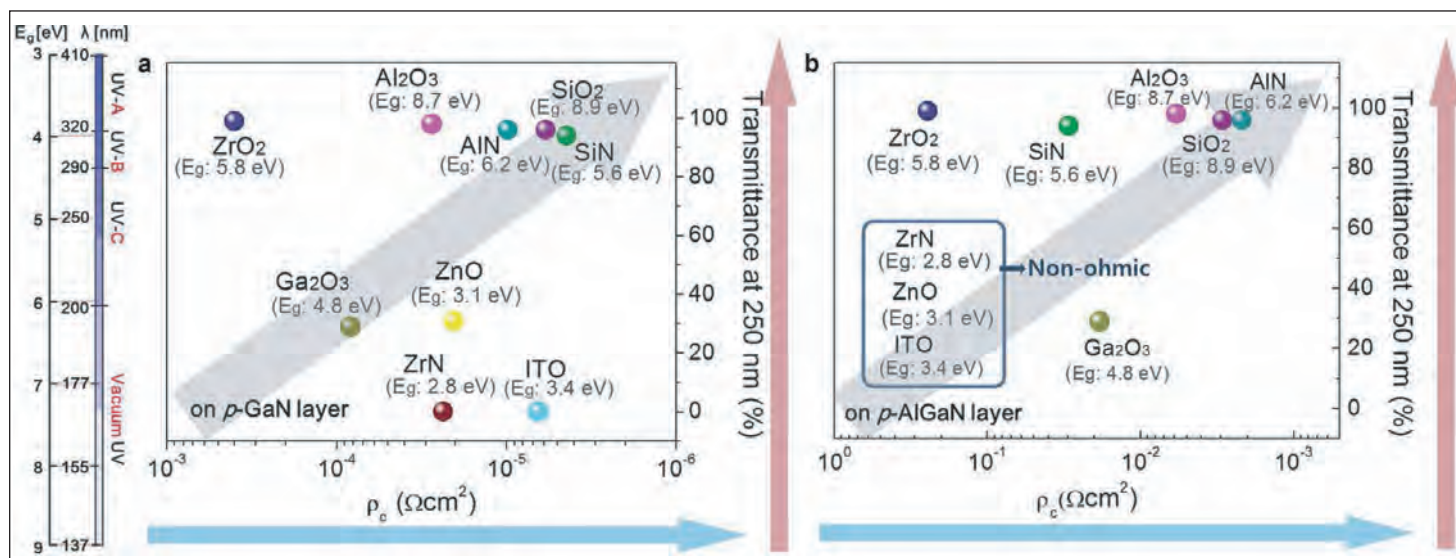 Eg [eV] λ [nm]
3 410
4 320
290
5 250
6 200
7 177
8 155
9 137
UV-A
UV-B
UV-C
Vacuum UV
a
Al2O3
(Eg: 8.7 eV)
SiO2
(Eg: 8.9 eV)
ZrO2
(Eg: 5.8 eV)
AlN
(Eg: 6.2 eV)
SiN
(Eg: 5.6 eV)
Ga2O3
(Eg: 4.8 eV)
ZnO
(Eg: 3.1 eV)
ZrN
(Eg: 2.8 eV)
ITO
(Eg: 3.4 eV)
on p-GaN layer
10⁻³ 10⁻⁴ 10⁻⁵ 10⁻⁶
ρc (Ωcm²)
100
80
60
40
20
0
Transmittance at 250 nm (%)
b
Al2O3
(Eg: 8.7 eV)
AlN
(Eg: 6.2 eV)
ZrO2
(Eg: 5.8 eV)
SiN
(Eg: 5.6 eV)
SiO2
(Eg: 8.9 eV)
ZrN
(Eg: 2.8 eV)
Non-ohmic
ZnO
(Eg: 3.1 eV)
ITO
(Eg: 3.4 eV)
Ga2O3
(Eg: 4.8 eV)
on p-AlGaN layer
10⁰ 10⁻¹ 10⁻² 10⁻³
ρc (Ωcm²)
100
80
60
40
20
0
Transmittance at 250 nm (%)